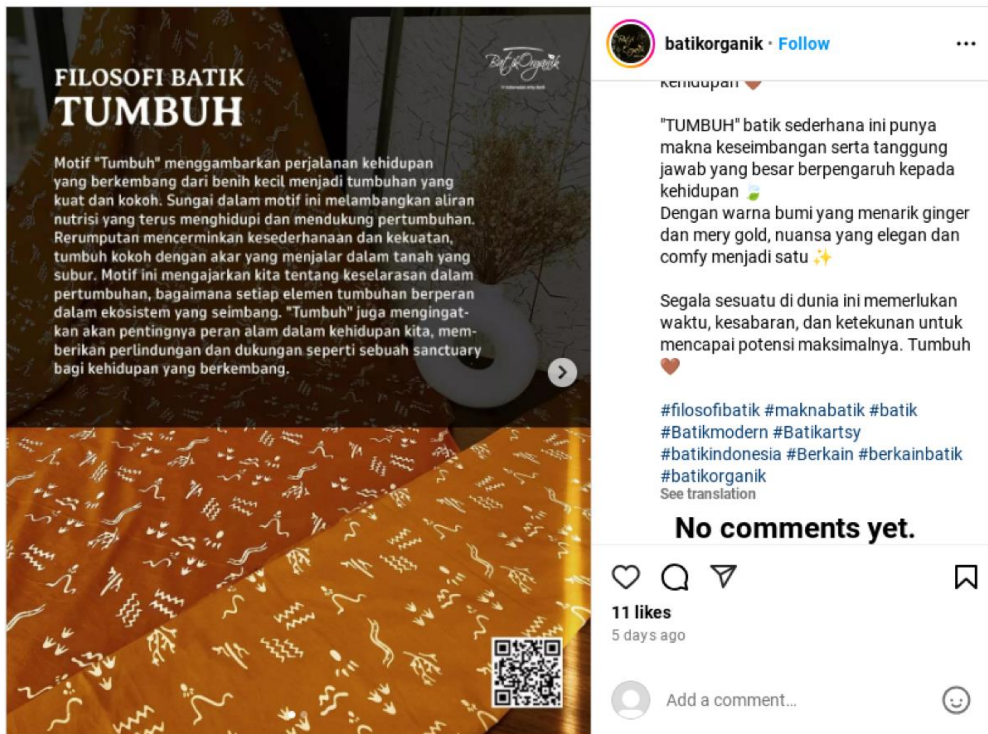 FILOSOFI BATIK
TUMBUH
BatikOrganik
Motif "Tumbuh" menggambarkan perjalanan kehidupan
yang berkembang dari benih kecil menjadi tumbuhan yang
kuat dan kokoh. Sungai dalam motif ini melambangkan aliran
nutrisi yang terus menghidupi dan mendukung pertumbuhan.
Rerumputan mencerminkan kesederhanaan dan kekuatan,
tumbuh kokoh dengan akar yang menjalar dalam tanah yang
subur. Motif ini mengajarkan kita tentang keselarasan dalam
pertumbuhan, bagaimana setiap elemen tumbuhan berperan
dalam ekosistem yang seimbang. "Tumbuh" juga mengingat-
kan akan pentingnya peran alam dalam kehidupan kita, mem-
berikan perlindungan dan dukungan seperti sebuah sanctuary
bagi kehidupan yang berkembang.
batikorganik · Follow
kehidupan 🤎
"TUMBUH" batik sederhana ini punya
makna keseimbangan serta tanggung
jawab yang besar berpengaruh kepada
kehidupan 🍃
Dengan warna bumi yang menarik ginger
dan mery gold, nuansa yang elegan dan
comfy menjadi satu ✨
Segala sesuatu di dunia ini memerlukan
waktu, kesabaran, dan ketekunan untuk
mencapai potensi maksimalnya. Tumbuh
🤎
#filosofibatik #maknabatik #batik
#Batikmodern #Batikartsy
#batikindonesia #Berkain #berkainbatik
#batikorganik
See translation
No comments yet.
11 likes
5 days ago
Add a comment...